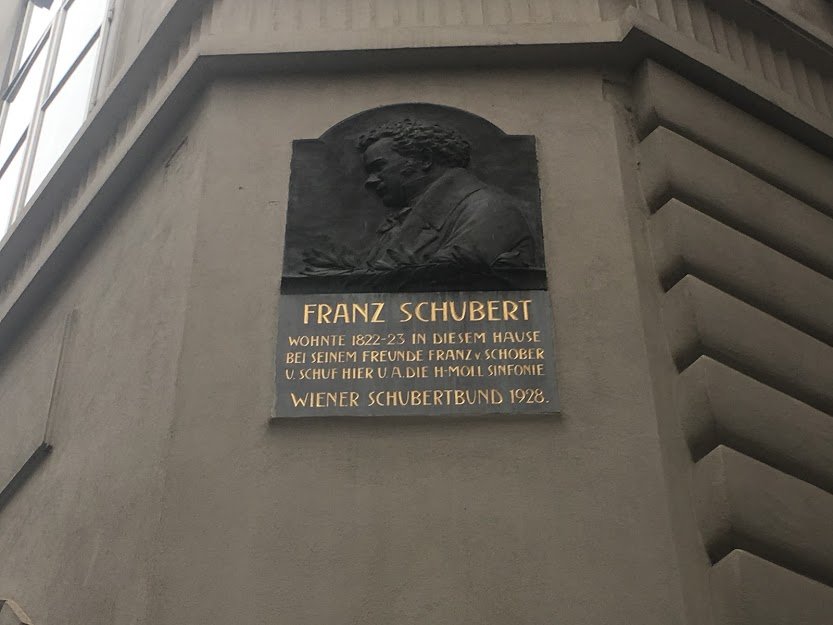 FRANZ SCHUBERT
WOHNTE 1822-23 IN DIESEM HAUSE
BEI SEINEM FREUNDE FRANZ v SCHOBER
U. SCHUF HIER U.A. DIE H-MOLL SINFONIE
WIENER SCHUBERTBUND 1928.